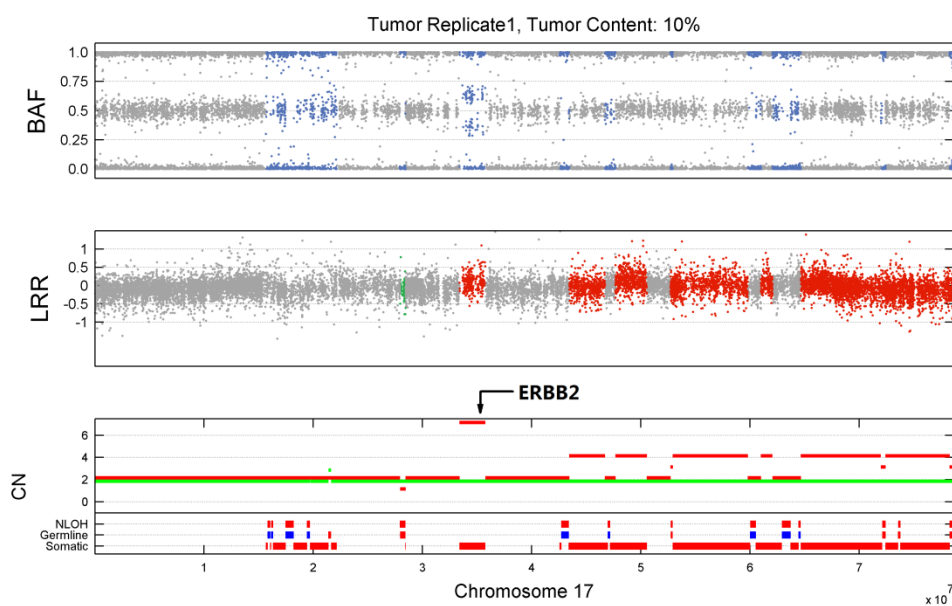 Tumor Replicate1, Tumor Content: 10%
BAF
1.0
0.75
0.5
0.25
0.0
LRR
1
0.5
0
-0.5
-1
ERBB2
CN
6
4
2
0
NLOH
Germline
Somatic
1 2 3 4 5 6 7
Chromosome 17
x 10 7